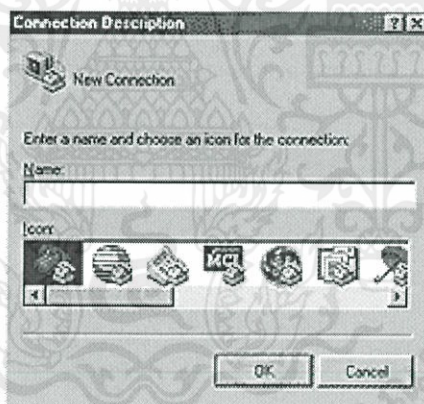 Connection Description
New Connection
Enter a name and choose an icon for the connection:
Name:
Icon:
MCI
OK
Cancel